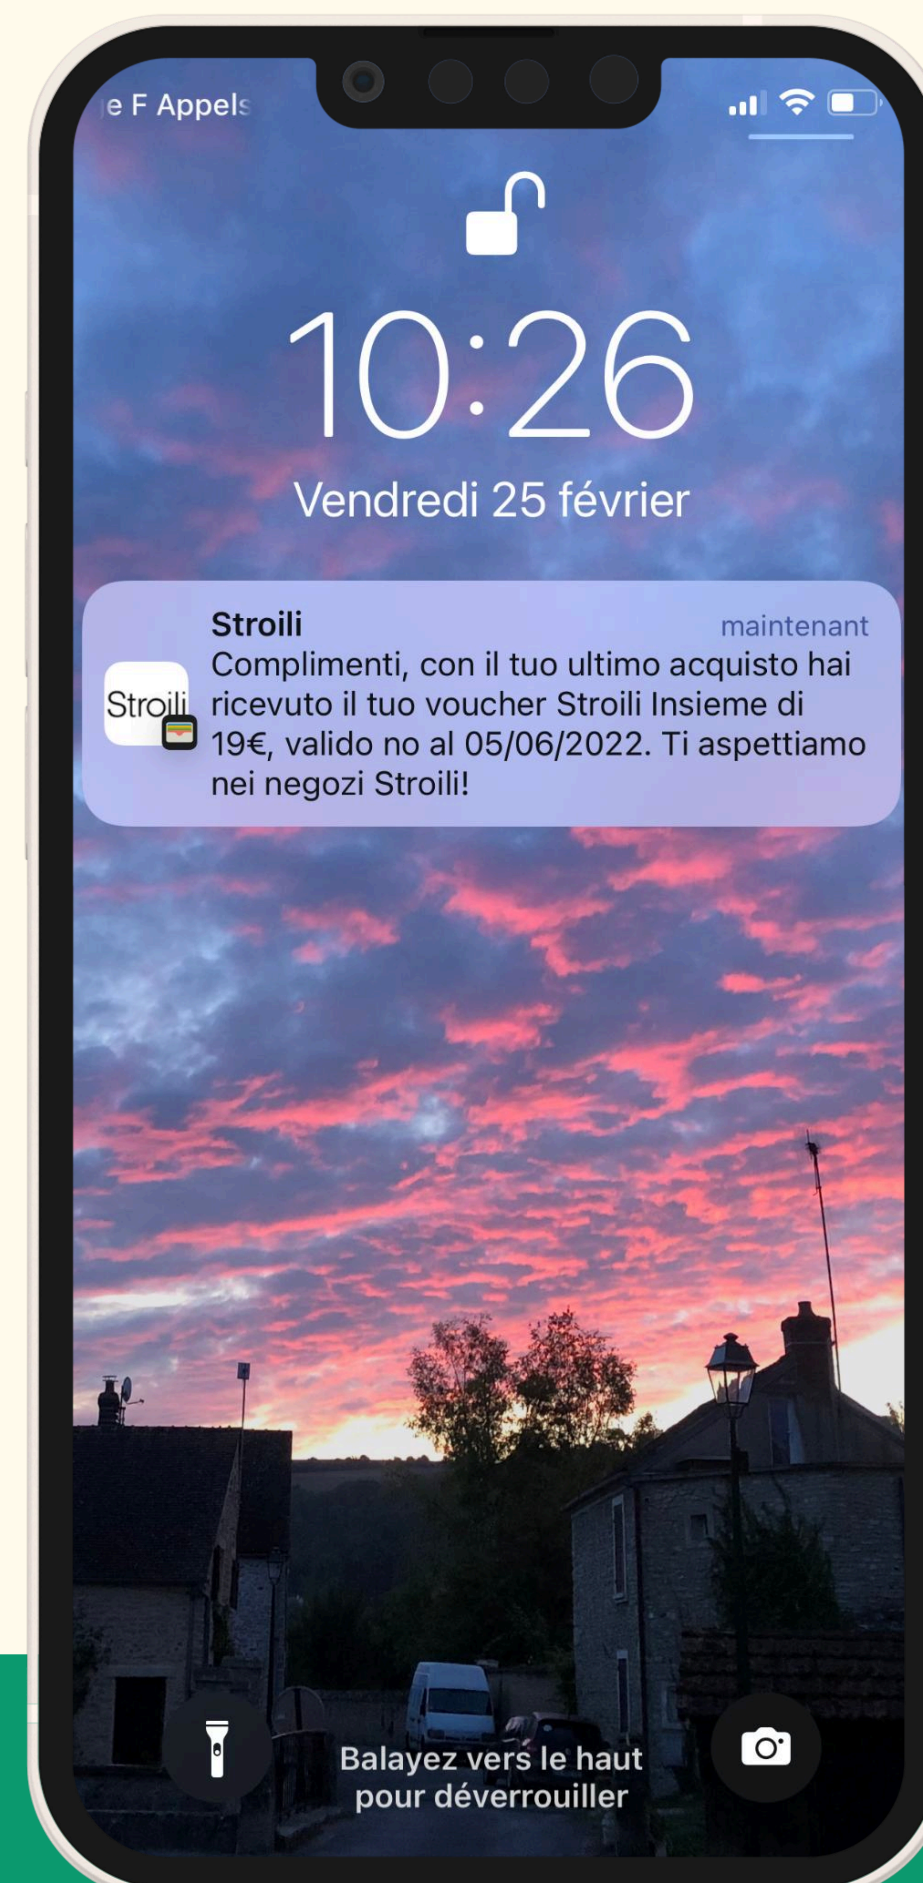 e F Appels
10:26
Vendredi 25 février
Stroili
maintenant
Stroili
Complimenti, con il tuo ultimo acquisto hai
ricevuto il tuo voucher Stroili Insieme di
19€, valido no al 05/06/2022. Ti aspettiamo
nei negozi Stroili!
Balayez vers le haut
pour déverrouiller